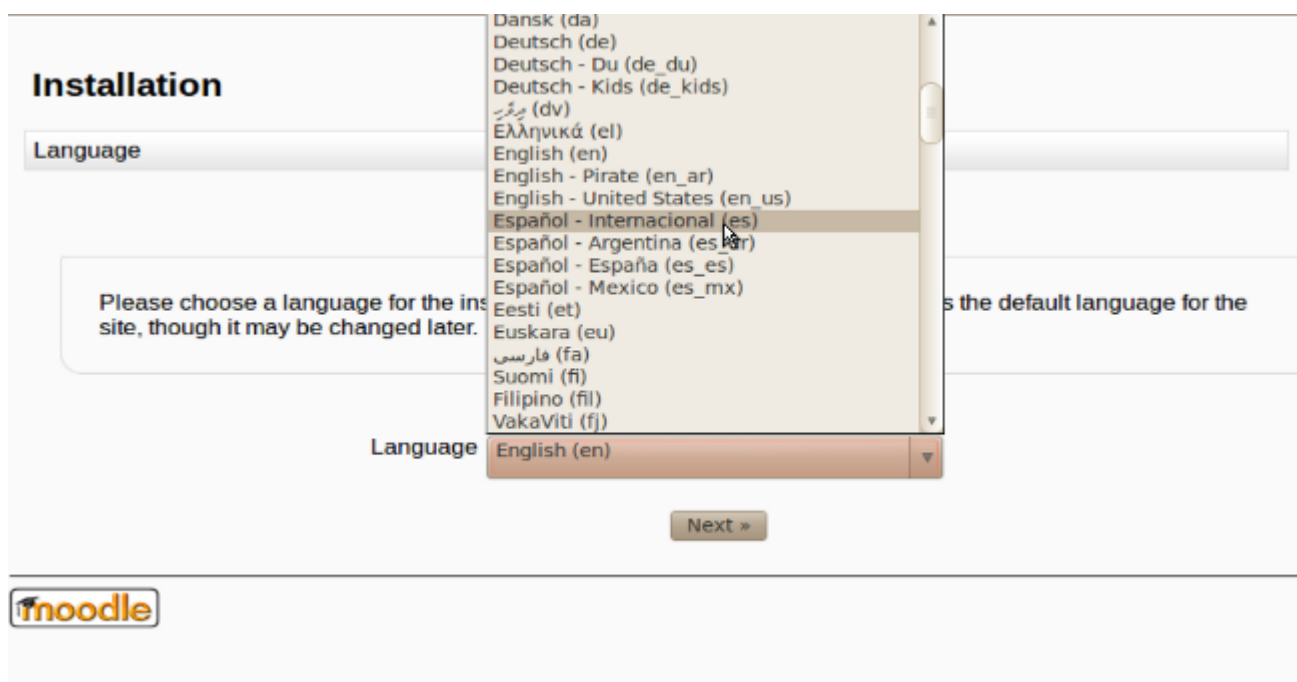 Installation
Language
Dansk (da)
Deutsch (de)
Deutsch - Du (de_du)
Deutsch - Kids (de_kids)
(dv)
Ελληνικά (el)
English (en)
English - Pirate (en_ar)
English - United States (en_us)
Español - Internacional (es)
Español - Argentina (es_ar)
Español - España (es_es)
Español - Mexico (es_mx)
Eesti (et)
Euskara (eu)
فارسی (fa)
Suomi (fi)
Filipino (fil)
VakaViti (fj)
Please choose a language for the s the default language for the
site, though it may be changed later.
Language English (en)
Next »
moodle